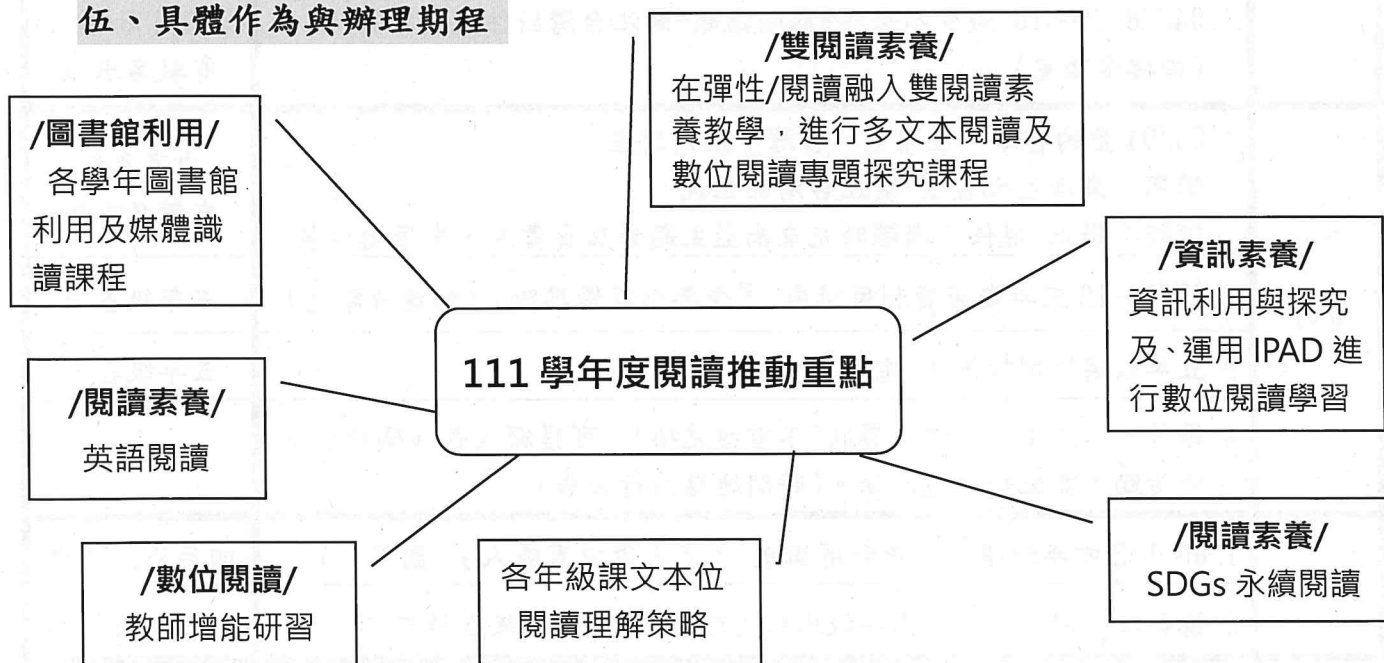 伍、具體作為與辦理期程
/雙閱讀素養/
在彈性/閱讀融入雙閱讀素
養教學，進行多文本閱讀及
數位閱讀專題探究課程
/圖書館利用/
各學年圖書館
利用及媒體識
讀課程
/資訊素養/
資訊利用與探究
及、運用 IPAD 進
行數位閱讀學習
111 學年度閱讀推動重點
/閱讀素養/
英語閱讀
/數位閱讀/
教師增能研習
各年級課文本位
閱讀理解策略
/閱讀素養/
SDGs 永續閱讀